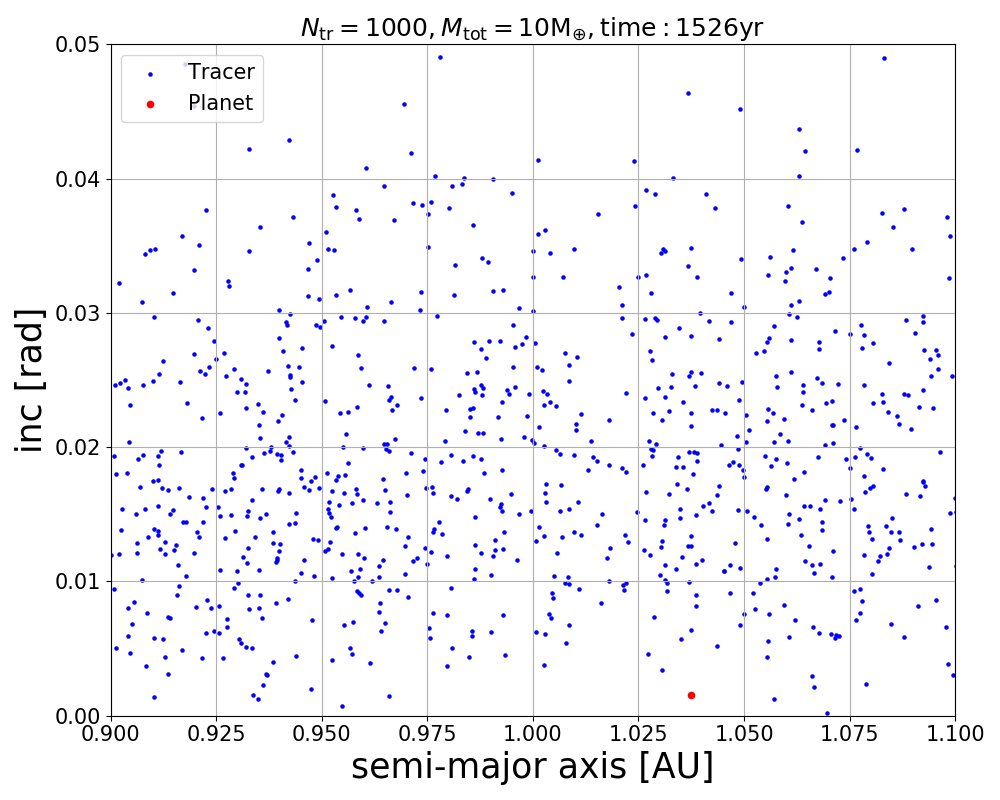 N_tr = 1000, M_tot = 10M_⊕, time : 1526yr
Tracer
Planet
0.05
0.04
0.03
0.02
0.01
0.00
inc [rad]
0.900 0.925 0.950 0.975 1.000 1.025 1.050 1.075 1.100
semi-major axis [AU]